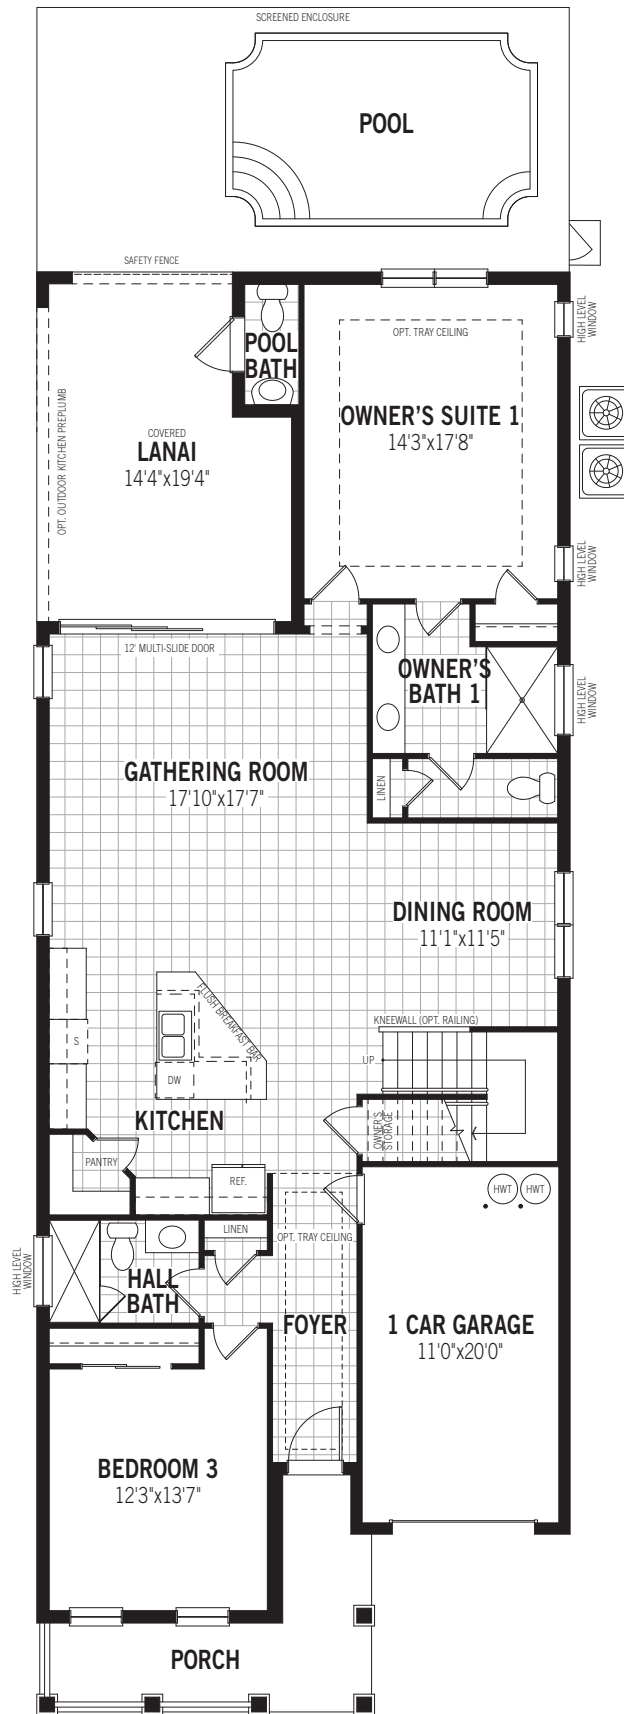 SCREENED ENCLOSURE
POOL
SAFETY FENCE
POOL
BATH
OPT. TRAY CEILING
HIGH LEVEL
WINDOW
OPT. OUTDOOR KITCHEN PREPLUMB
COVERED
LANAI
14'4"x19'4"
OWNER'S SUITE 1
14'3"x17'8"
HIGH LEVEL
WINDOW
12' MULTI-SLIDE DOOR
OWNER'S
BATH 1
HIGH LEVEL
WINDOW
GATHERING ROOM
17'10"x17'7"
LINEN
DINING ROOM
11'1"x11'5"
FLUSH BREAKFAST BAR
KNEEWALL (OPT. RAILING)
S
UP
DW
KITCHEN
OWNER'S
STORAGE
PANTRY
REF.
HWT
HWT
LINEN
OPT. TRAY CEILING
HIGH LEVEL
WINDOW
HALL
BATH
FOYER
1 CAR GARAGE
11'0"x20'0"
BEDROOM 3
12'3"x13'7"
PORCH